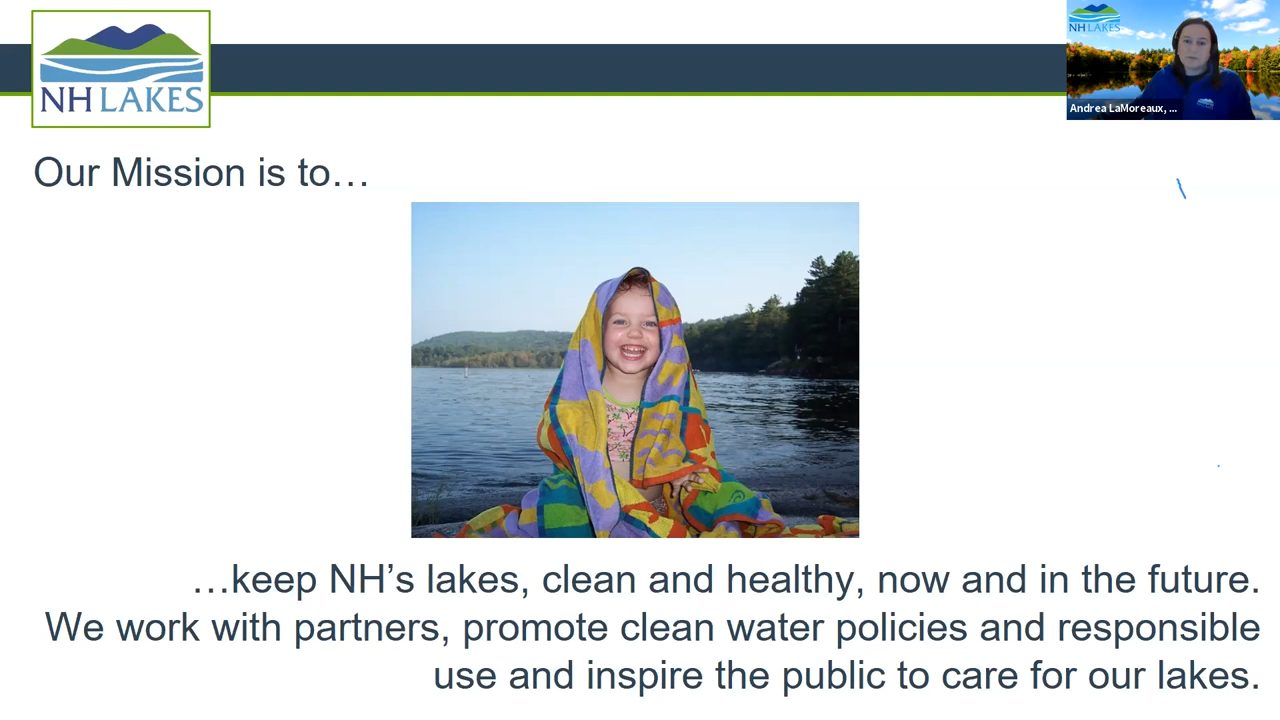 NH LAKES
NH LAKES
Andrea LaMoreaux, ...
Our Mission is to…
…keep NH’s lakes, clean and healthy, now and in the future.
We work with partners, promote clean water policies and responsible
use and inspire the public to care for our lakes.